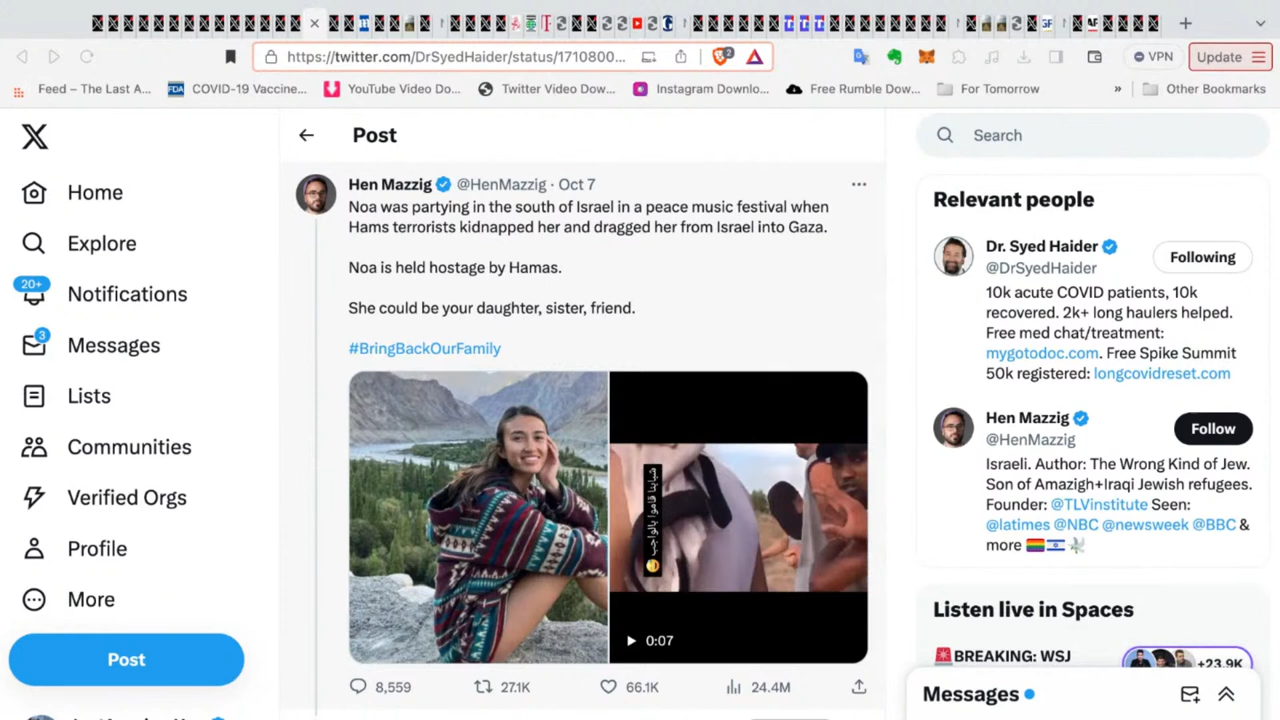 https://twitter.com/DrSyedHaider/status/1710800...
2
VPN
Update
Feed – The Last A...
FDA
COVID-19 Vaccine...
YouTube Video Do...
Twitter Video Dow...
Instagram Downlo...
Free Rumble Dow...
For Tomorrow
»
Other Bookmarks
Home
Explore
20+
Notifications
3
Messages
Lists
Communities
Verified Orgs
Profile
More
Post
Post
Hen Mazzig @HenMazzig · Oct 7
Noa was partying in the south of Israel in a peace music festival when
Hams terrorists kidnapped her and dragged her from Israel into Gaza.
Noa is held hostage by Hamas.
She could be your daughter, sister, friend.
#BringBackOurFamily
شبابنا قاموا بالواجب
0:07
8,559
27.1K
66.1K
24.4M
Search
Relevant people
Dr. Syed Haider
@DrSyedHaider
Following
10k acute COVID patients, 10k
recovered. 2k+ long haulers helped.
Free med chat/treatment:
mygotodoc.com. Free Spike Summit
50k registered: longcovidreset.com
Hen Mazzig
@HenMazzig
Follow
Israeli. Author: The Wrong Kind of Jew.
Son of Amazigh+Iraqi Jewish refugees.
Founder: @TLVinstitute Seen:
@latimes @NBC @newsweek @BBC &
more
Listen live in Spaces
BREAKING: WSJ
+23.9K
Messages